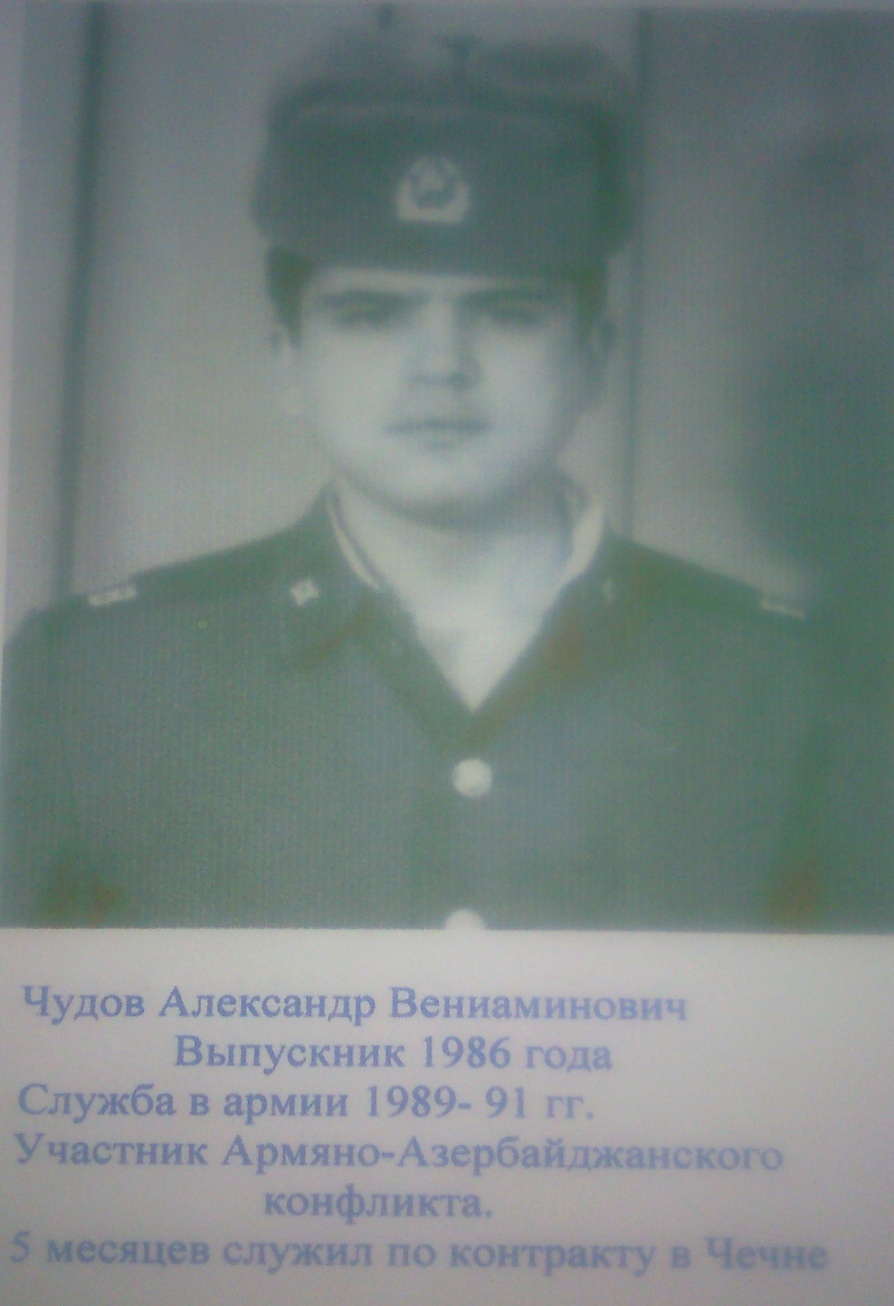 Чудов Александр Вениаминович
Выпускник 1986 года
Служба в армии 1989- 91 гг.
Участник Армяно-Азербайджанского
конфликта.
5 месяцев служил по контракту в Чечне